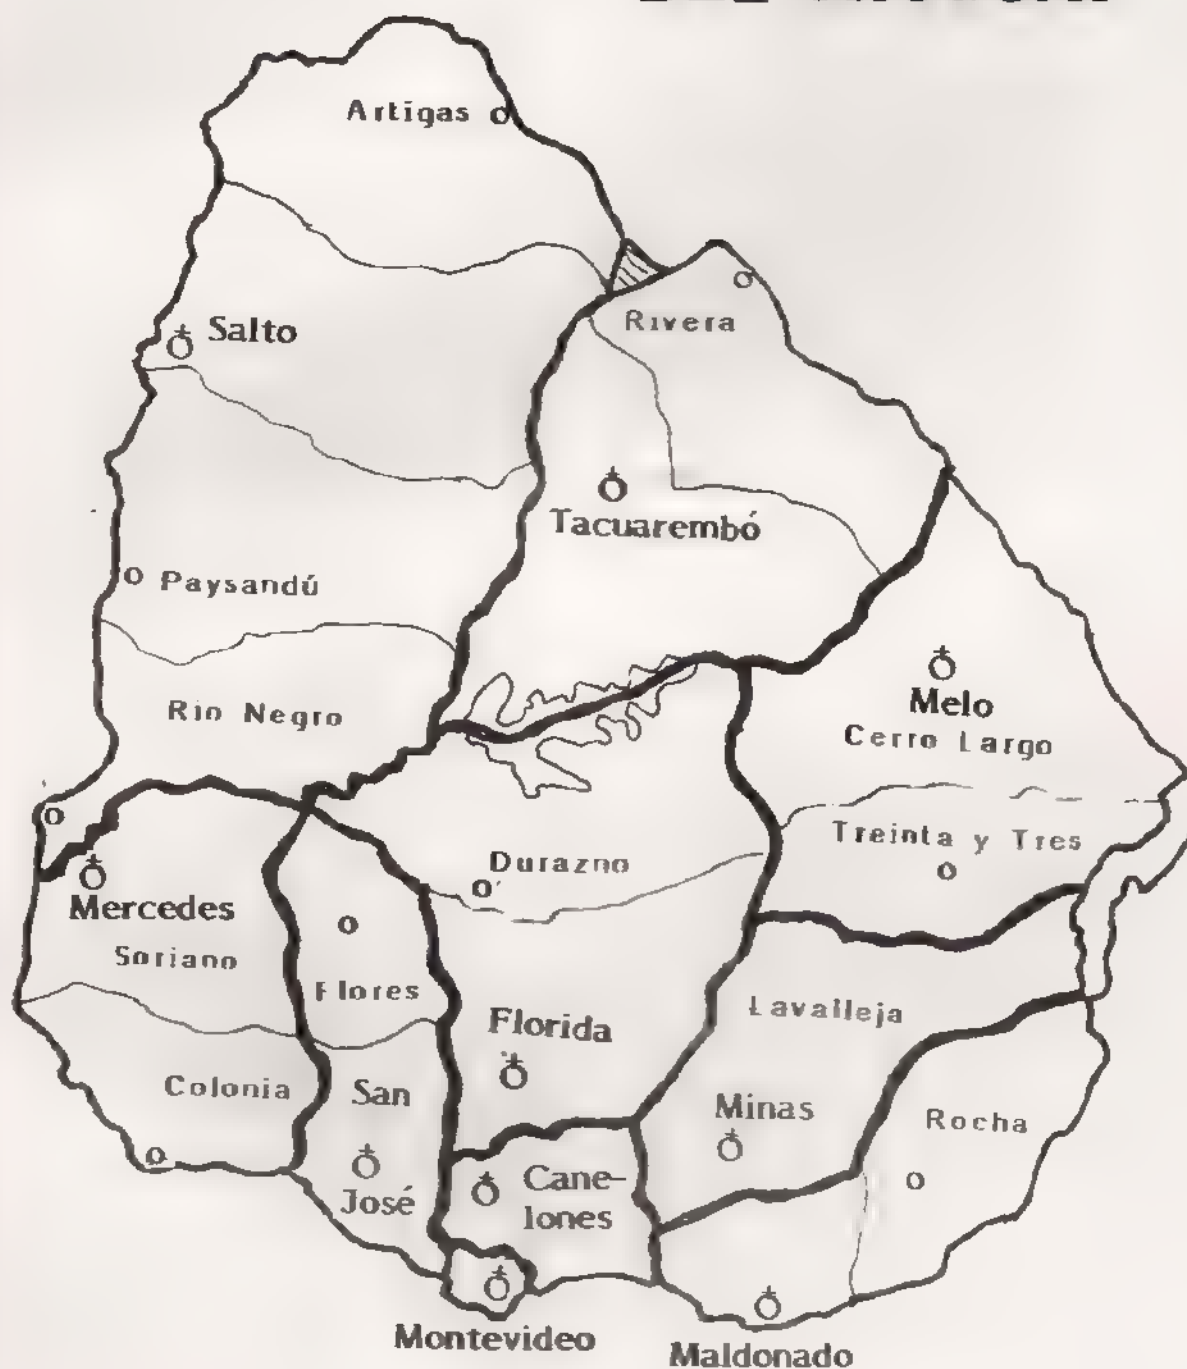 Artigas
Rivera
Salto
Tacuarembó
Paysandú
Rio Negro
Melo
Cerro Largo
Treinta y Tres
Durazno
Mercedes
Soriano
Flores
Lavalleja
Florida
Colonia
San
José
Minas
Rocha
Cane-
lones
Montevideo
Maldonado